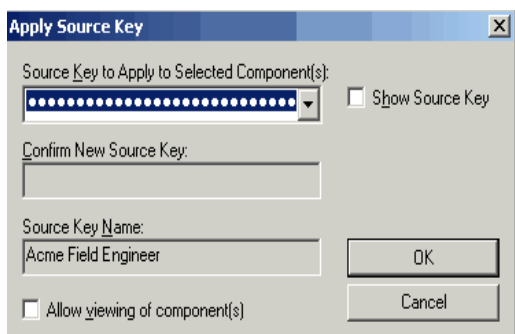 Apply Source Key
Source Key to Apply to Selected Component(s):
●●●●●●●●●●●●●●●●●●●●●●●●●●●●
Show Source Key
Confirm New Source Key:
Source Key Name:
Acme Field Engineer
OK
Allow viewing of component(s)
Cancel